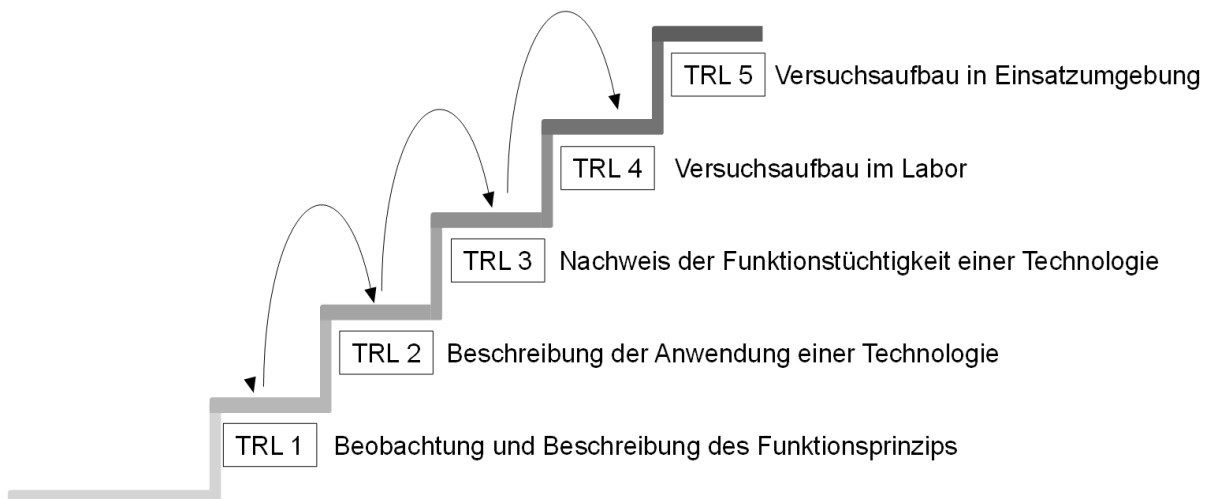 TRL 5 Versuchsaufbau in Einsatzumgebung
TRL 4 Versuchsaufbau im Labor
TRL 3 Nachweis der Funktionstüchtigkeit einer Technologie
TRL 2 Beschreibung der Anwendung einer Technologie
TRL 1 Beobachtung und Beschreibung des Funktionsprinzips